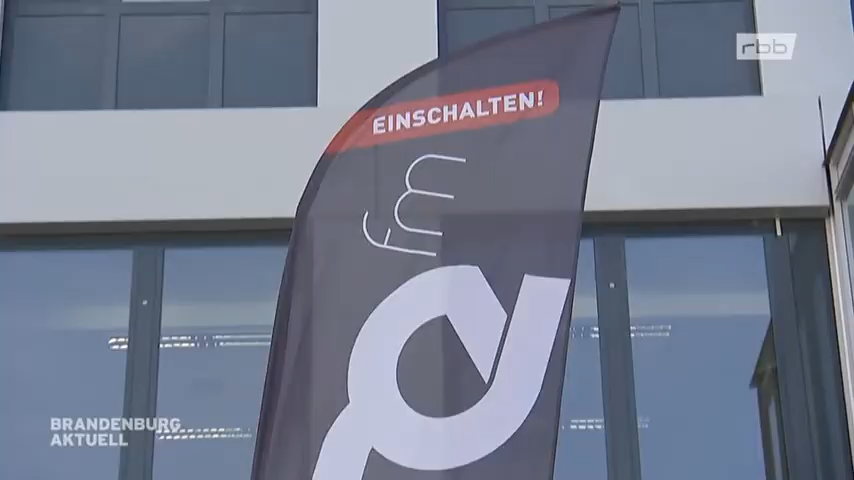 rbb
EINSCHALTEN!
fm
BRANDENBURG
AKTUELL